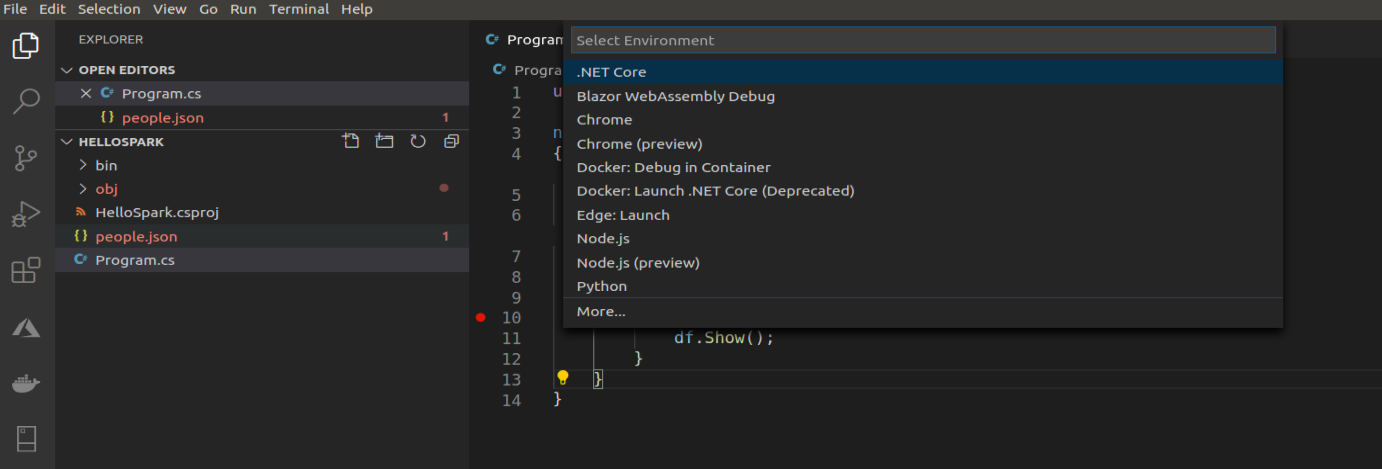 File Edit Selection View Go Run Terminal Help
EXPLORER
OPEN EDITORS
Program.cs
{} people.json 1
HELLOSPARK
bin
obj
HelloSpark.csproj
{} people.json 1
C# Program.cs
C# Program
C# Progra
Select Environment
.NET Core
Blazor WebAssembly Debug
Chrome
Chrome (preview)
Docker: Debug in Container
Docker: Launch .NET Core (Deprecated)
Edge: Launch
Node.js
Node.js (preview)
Python
More...
1 u
2
3 n
4 {
5
6
7
8
9
10
11 df.Show();
12 }
13 }
14 }